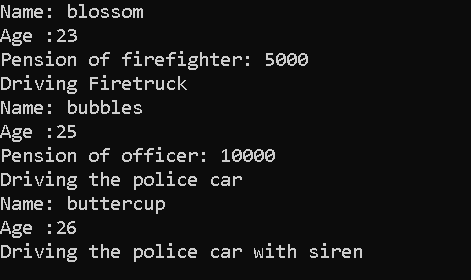 Name: blossom
Age :23
Pension of firefighter: 5000
Driving Firetruck
Name: bubbles
Age :25
Pension of officer: 10000
Driving the police car
Name: buttercup
Age :26
Driving the police car with siren